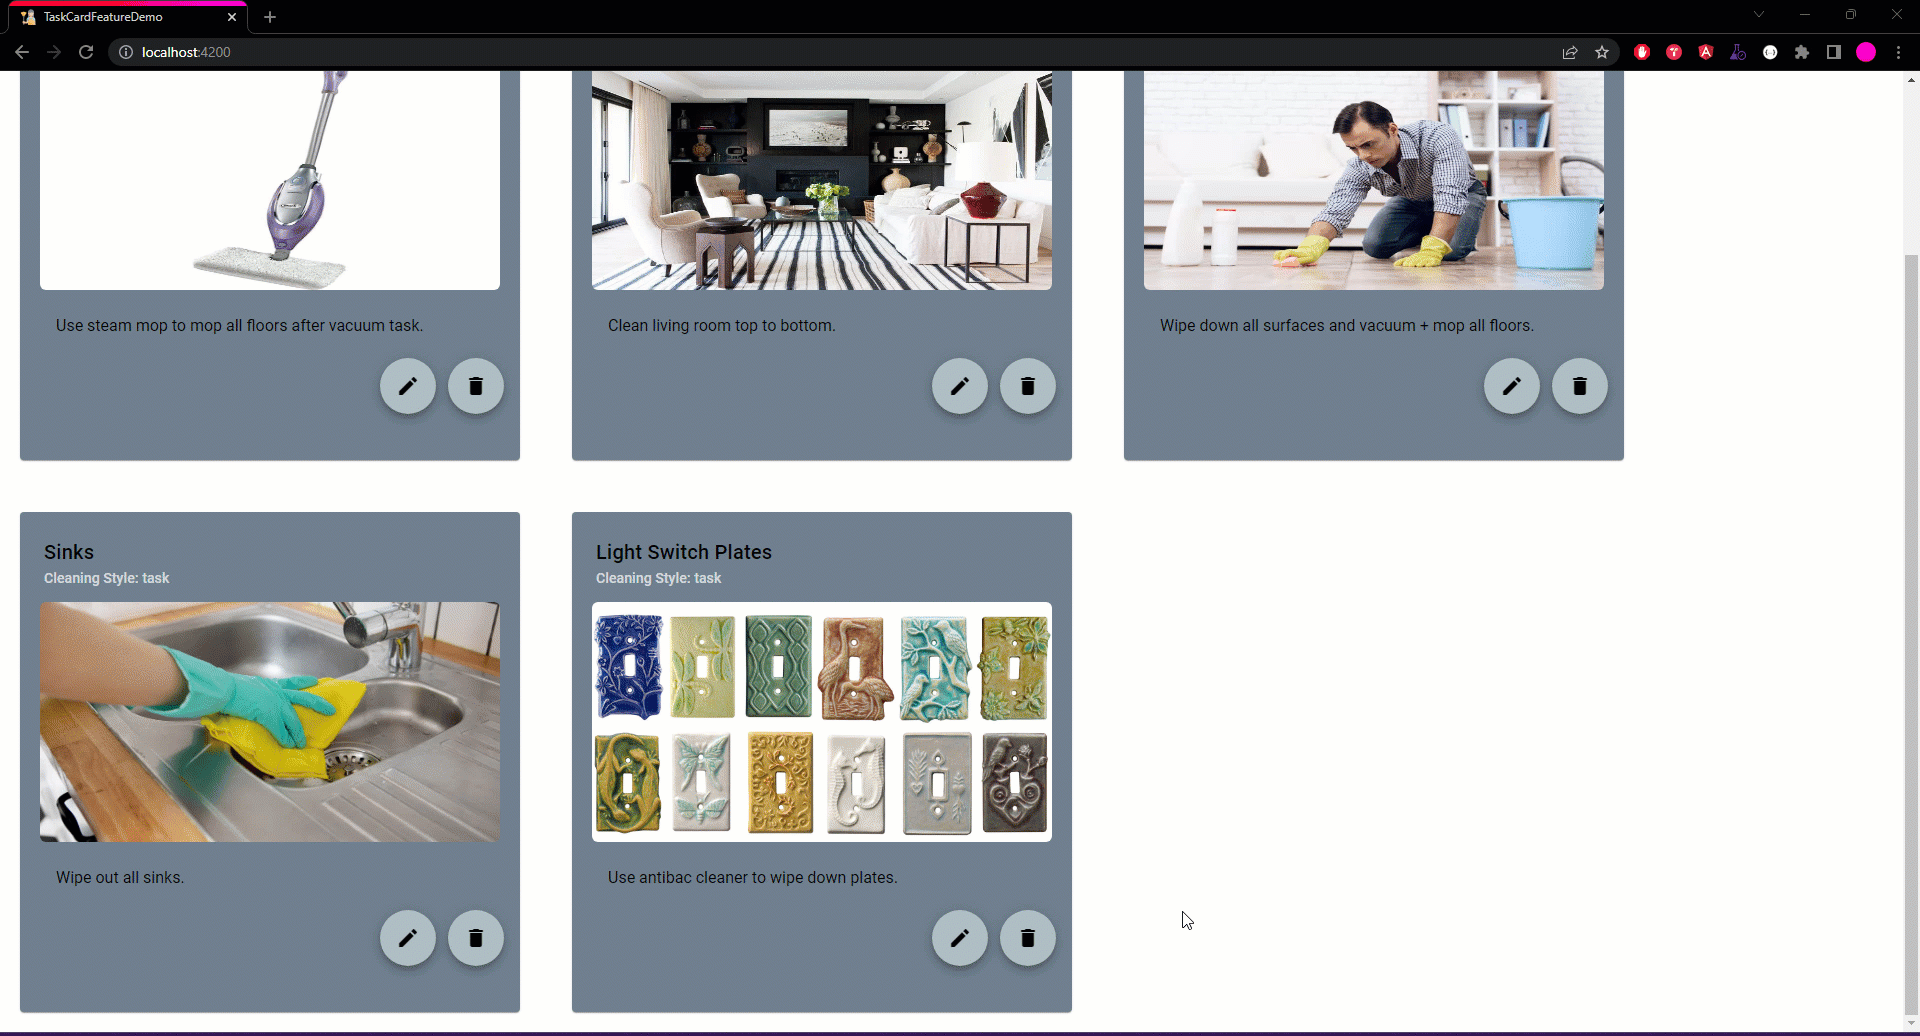 TaskCardFeatureDemo
localhost:4200
Use steam mop to mop all floors after vacuum task.
Clean living room top to bottom.
Wipe down all surfaces and vacuum + mop all floors.
Sinks
Cleaning Style: task
Light Switch Plates
Cleaning Style: task
Wipe out all sinks.
Use antibac cleaner to wipe down plates.